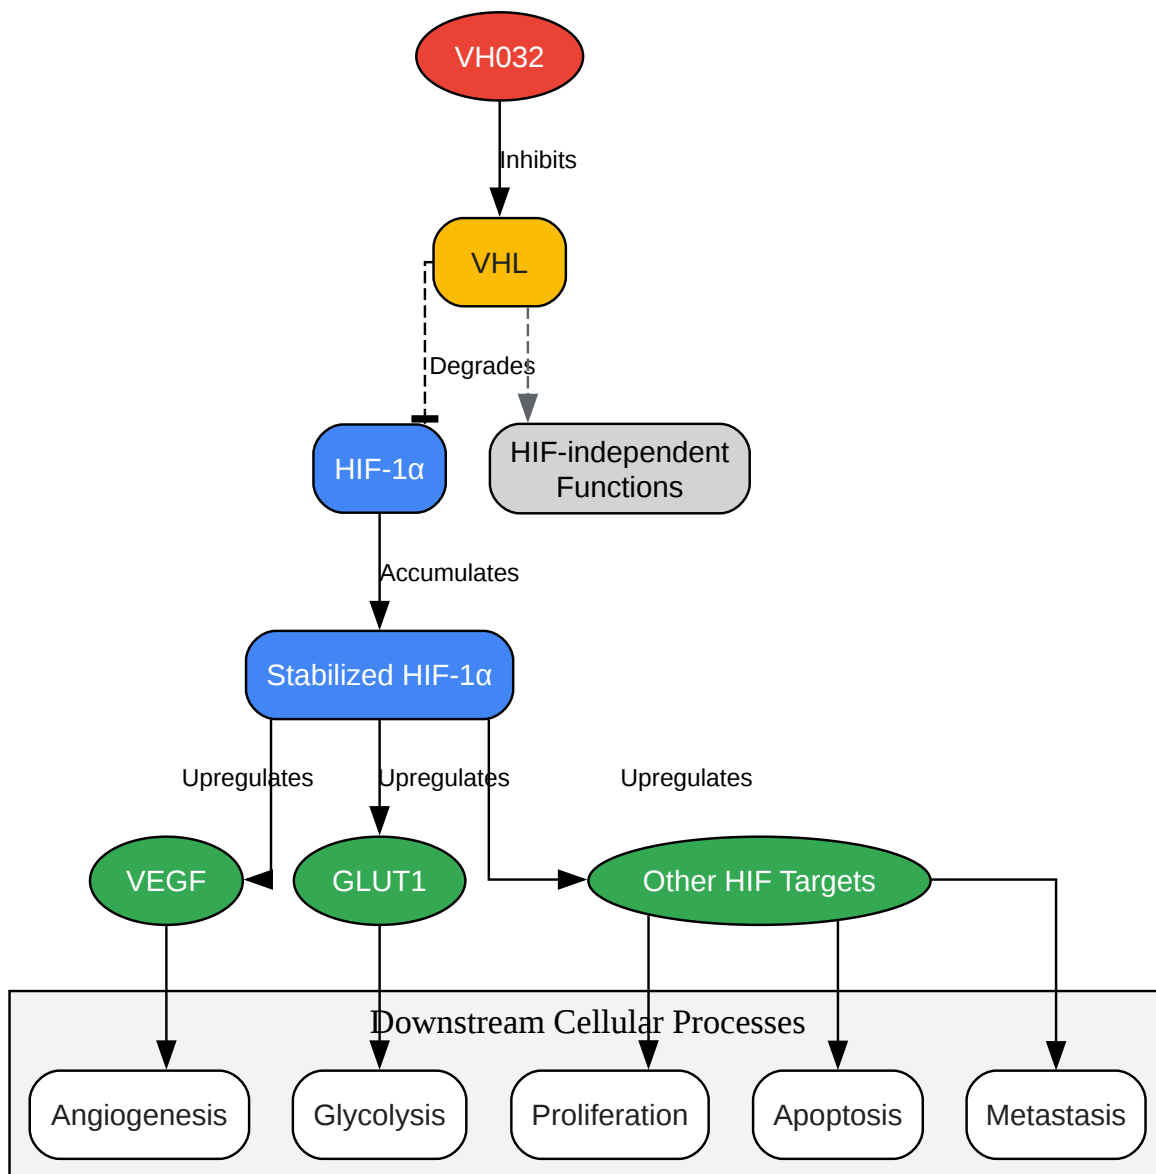 VH032
Inhibits
VHL
Degrades
HIF-1α
HIF-independent
Functions
Accumulates
Stabilized HIF-1α
Upregulates
Upregulates
Upregulates
VEGF
GLUT1
Other HIF Targets
Downstream Cellular Processes
Angiogenesis
Glycolysis
Proliferation
Apoptosis
Metastasis